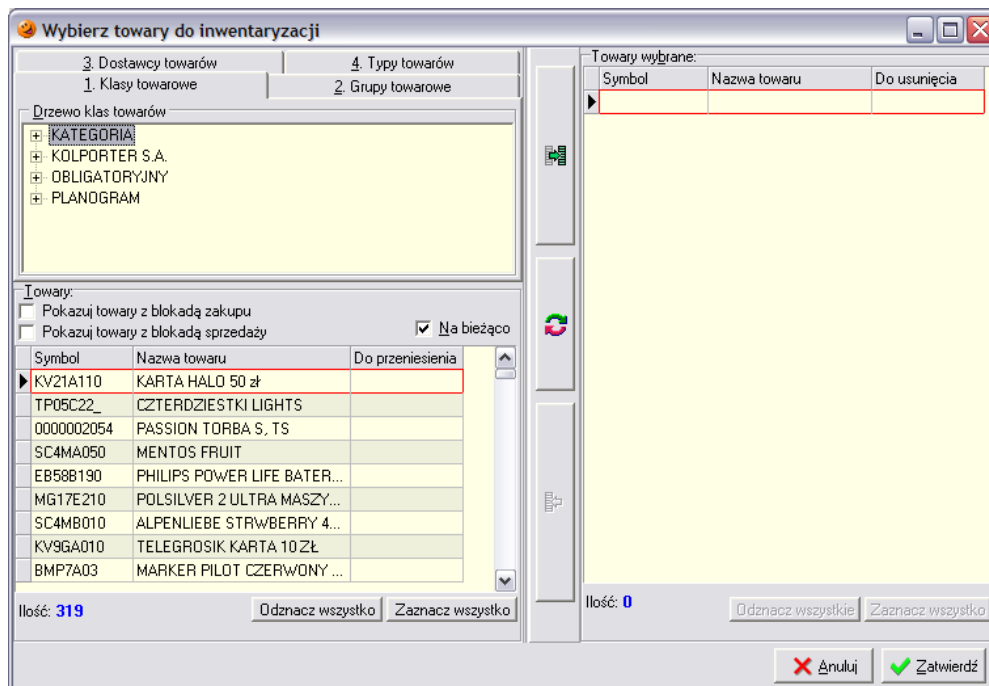 Wybierz towary do inwentaryzacji
3. Dostawcy towarów
4. Typy towarów
1. Klasy towarowe
2. Grupy towarowe
Drzewo klas towarów
KATEGORIA
KOLPORTER S.A.
OBLIGATORYJNY
PLANOGRAM
Towary:
Pokazuj towary z blokadą zakupu
Pokazuj towary z blokadą sprzedaży
Na bieżąco
Symbol Nazwa towaru Do przeniesienia
KV21A110 KARTA HALO 50 zł
TP05C22_ CZTERDZIESTKI LIGHTS
0000002054 PASSION TORBA S, TS
SC4MA050 MENTOS FRUIT
EB58B190 PHILIPS POWER LIFE BATER...
MG17E210 POLSILVER 2 ULTRA MASZY...
SC4MB010 ALPENLIEBE STRWBERRY 4...
KV9GA010 TELEGROSIK KARTA 10 ZŁ
BMP7A03 MARKER PILOT CZERWONY ...
Ilość: 319
Odznacz wszystko Zaznacz wszystko
Towary wybrane:
Symbol Nazwa towaru Do usunięcia
Ilość: 0
Odznacz wszystkie Zaznacz wszystko
Anuluj Zatwierdź